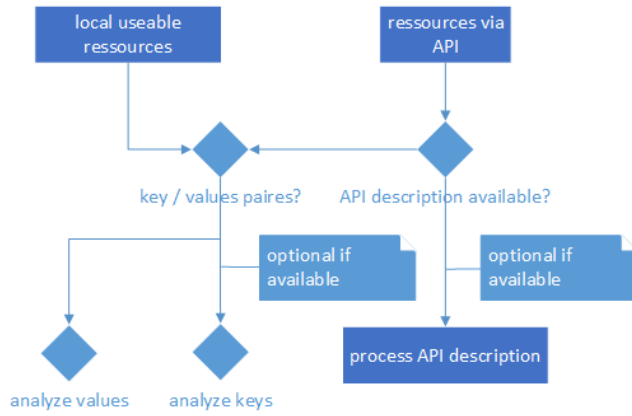 local useable
ressources
ressources via
API
key / values paires?
API description available?
optional if
available
optional if
available
process API description
analyze values
analyze keys